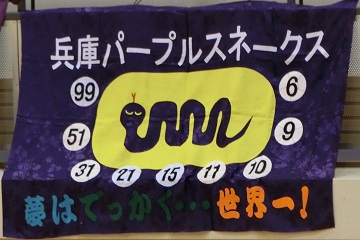 兵庫パープルスネークス
99 6
51 9
31 21 15 11 10
夢はでっかく・・・世界一!